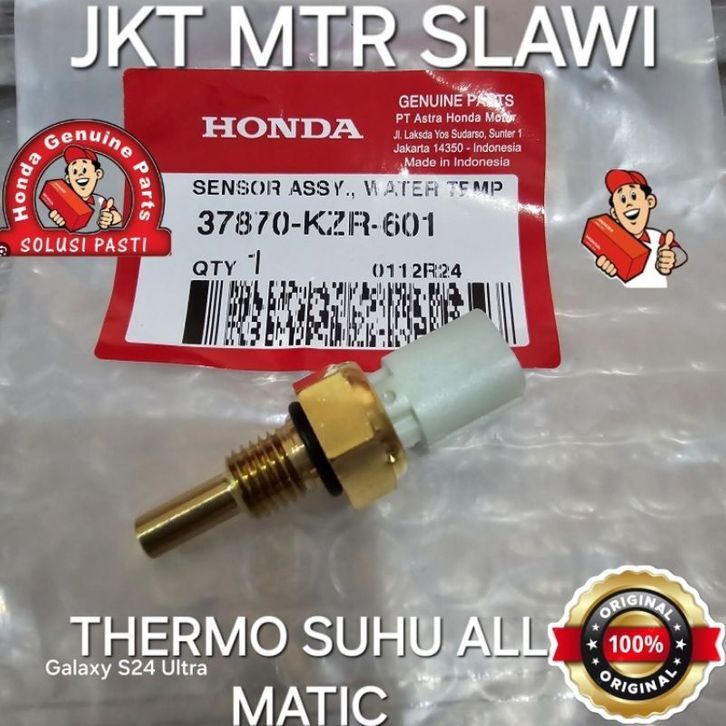 JKT MTR SLAWI
GENUINE PARTS
PT Astra Honda Motor
Jl. Laksda Yos Sudarso, Sunter 1
Jakarta 14350 - Indonesia
Made in Indonesia
HONDA
Honda Genuine Parts
SOLUSI PASTI
SENSOR ASSY., WATER TEMP
37870-KZR-601
QTY 1 0112R24
THERMO SUHU ALL
MATIC
Galaxy S24 Ultra
ORIGINAL
100%
ORIGINAL